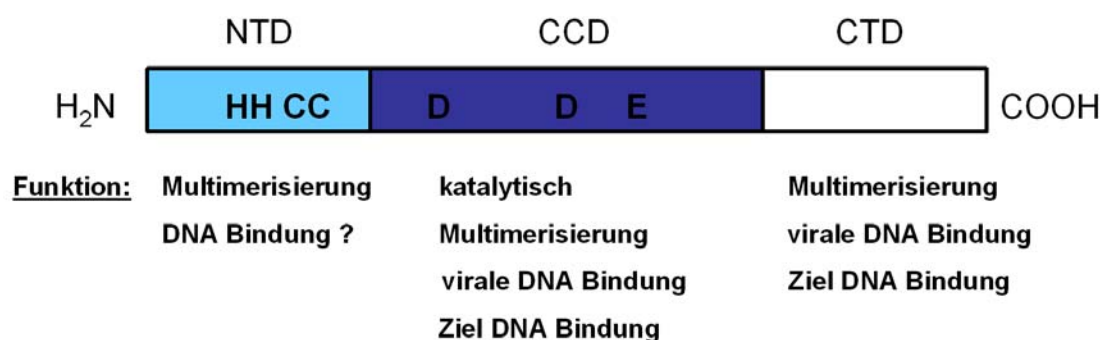 NTD CCD CTD
H₂N HH CC D D E COOH
Funktion: Multimerisierung katalytisch Multimerisierung
DNA Bindung ? Multimerisierung virale DNA Bindung
virale DNA Bindung Ziel DNA Bindung
Ziel DNA Bindung